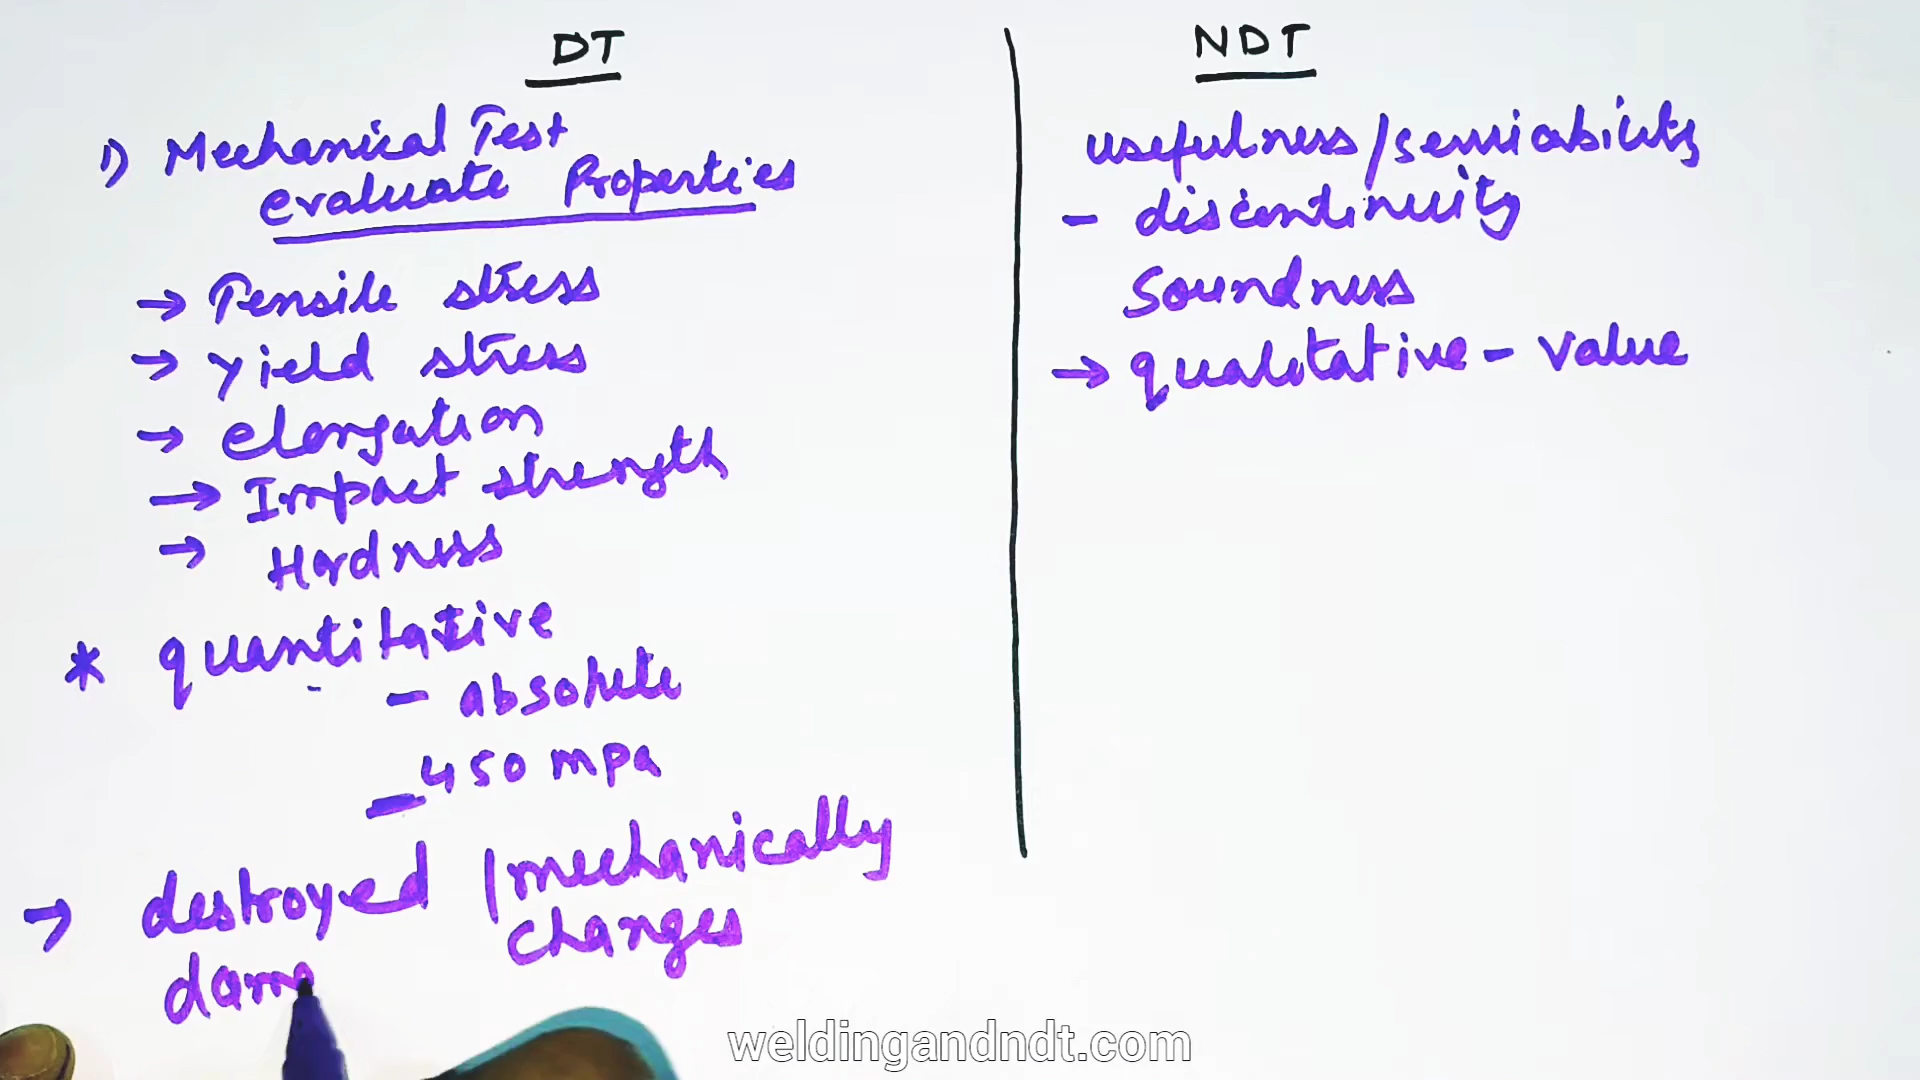 DT
1) Mechanical Test
evaluate Properties
→ Tensile stress
→ yield stress
→ elongation
→ Impact strength
→ Hardness
* quantitative
- absolute
450 mpa
→ destroyed / mechanically
changes
dam
NDT
usefulness/serviability
- discontinuity
Soundness
→ qualitative - value
weldingandndt.com